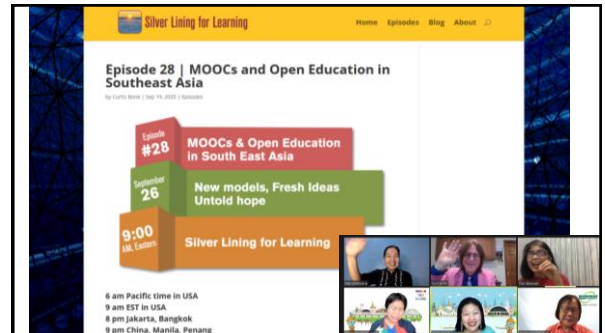 Silver Lining for Learning
Home Episodes Blog About
Episode 28 | MOOCs and Open Education in
Southeast Asia
by Curtis Bonk | Sep 19, 2020 | Episodes
Episode
#28
MOOCs & Open Education
in South East Asia
September
26
New models, Fresh Ideas
Untold hope
9:00
AM, Eastern
Silver Lining for Learning
6 am Pacific time in USA
9 am EST in USA
8 pm Jakarta, Bangkok
9 pm China, Manila, Penang